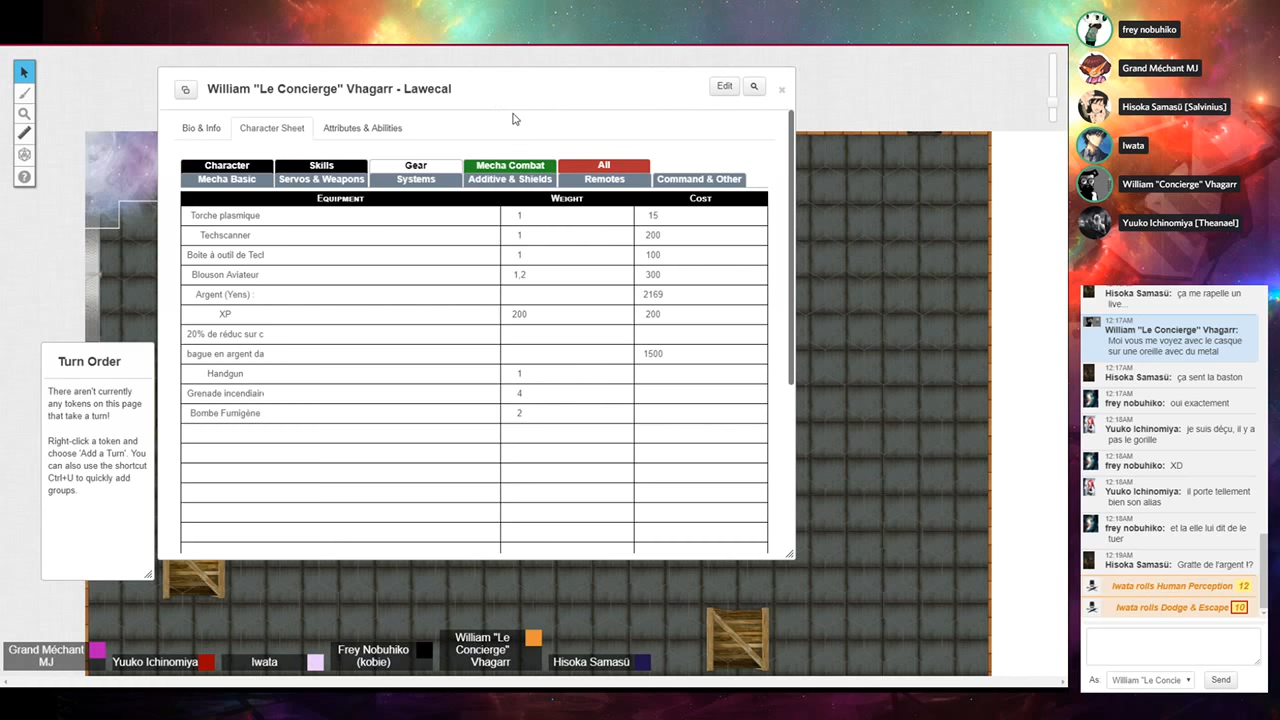 William "Le Concierge" Vhagarr - Lawecal
Edit
Bio & Info
Character Sheet
Attributes & Abilities
Character
Skills
Gear
Mecha Combat
All
Mecha Basic
Servos & Weapons
Systems
Additive & Shields
Remotes
Command & Other
Equipment Weight Cost
Torche plasmique 1 15
Techscanner 1 200
Boite à outil de Tecl 1 100
Blouson Aviateur 1,2 300
Argent (Yens) : 2169
XP 200 200
20% de réduc sur c
bague en argent da 1500
Handgun 1
Grenade incendiair 4
Bombe Fumigène 2
Turn Order
There aren't currently
any tokens on this page
that take a turn!
Right-click a token and
choose 'Add a Turn'. You
can also use the shortcut
Ctrl+U to quickly add
groups.
Grand Méchant
MJ
Yuuko Ichinomiya
Iwata
Frey Nobuhiko
(kobie)
William "Le
Concierge"
Vhagarr
Hisoka Samasü
frey nobuhiko
Grand Méchant MJ
Hisoka Samasü [Salvinius]
Iwata
William "Concierge" Vhagarr
Yuuko Ichinomiya [Theanael]
Hisoka Samasü: ça me rapelle un
live...
12:17AM
William "Le Concierge" Vhagarr:
Moi vous me voyez avec le casque
sur une oreille avec du metal
12:17AM
Hisoka Samasü: ça sent la baston
12:17AM
frey nobuhiko: oui exactement
12:18AM
Yuuko Ichinomiya: je suis déçu, il y a
pas le gorille
12:18AM
frey nobuhiko: XD
12:18AM
Yuuko Ichinomiya: il porte tellement
bien son alias
12:18AM
frey nobuhiko: et la elle lui dit de le
tuer
12:19AM
Hisoka Samasü: Gratte de l'argent !?
Iwata rolls Human Perception 12
Iwata rolls Dodge & Escape 10
As: William "Le Concie
Send